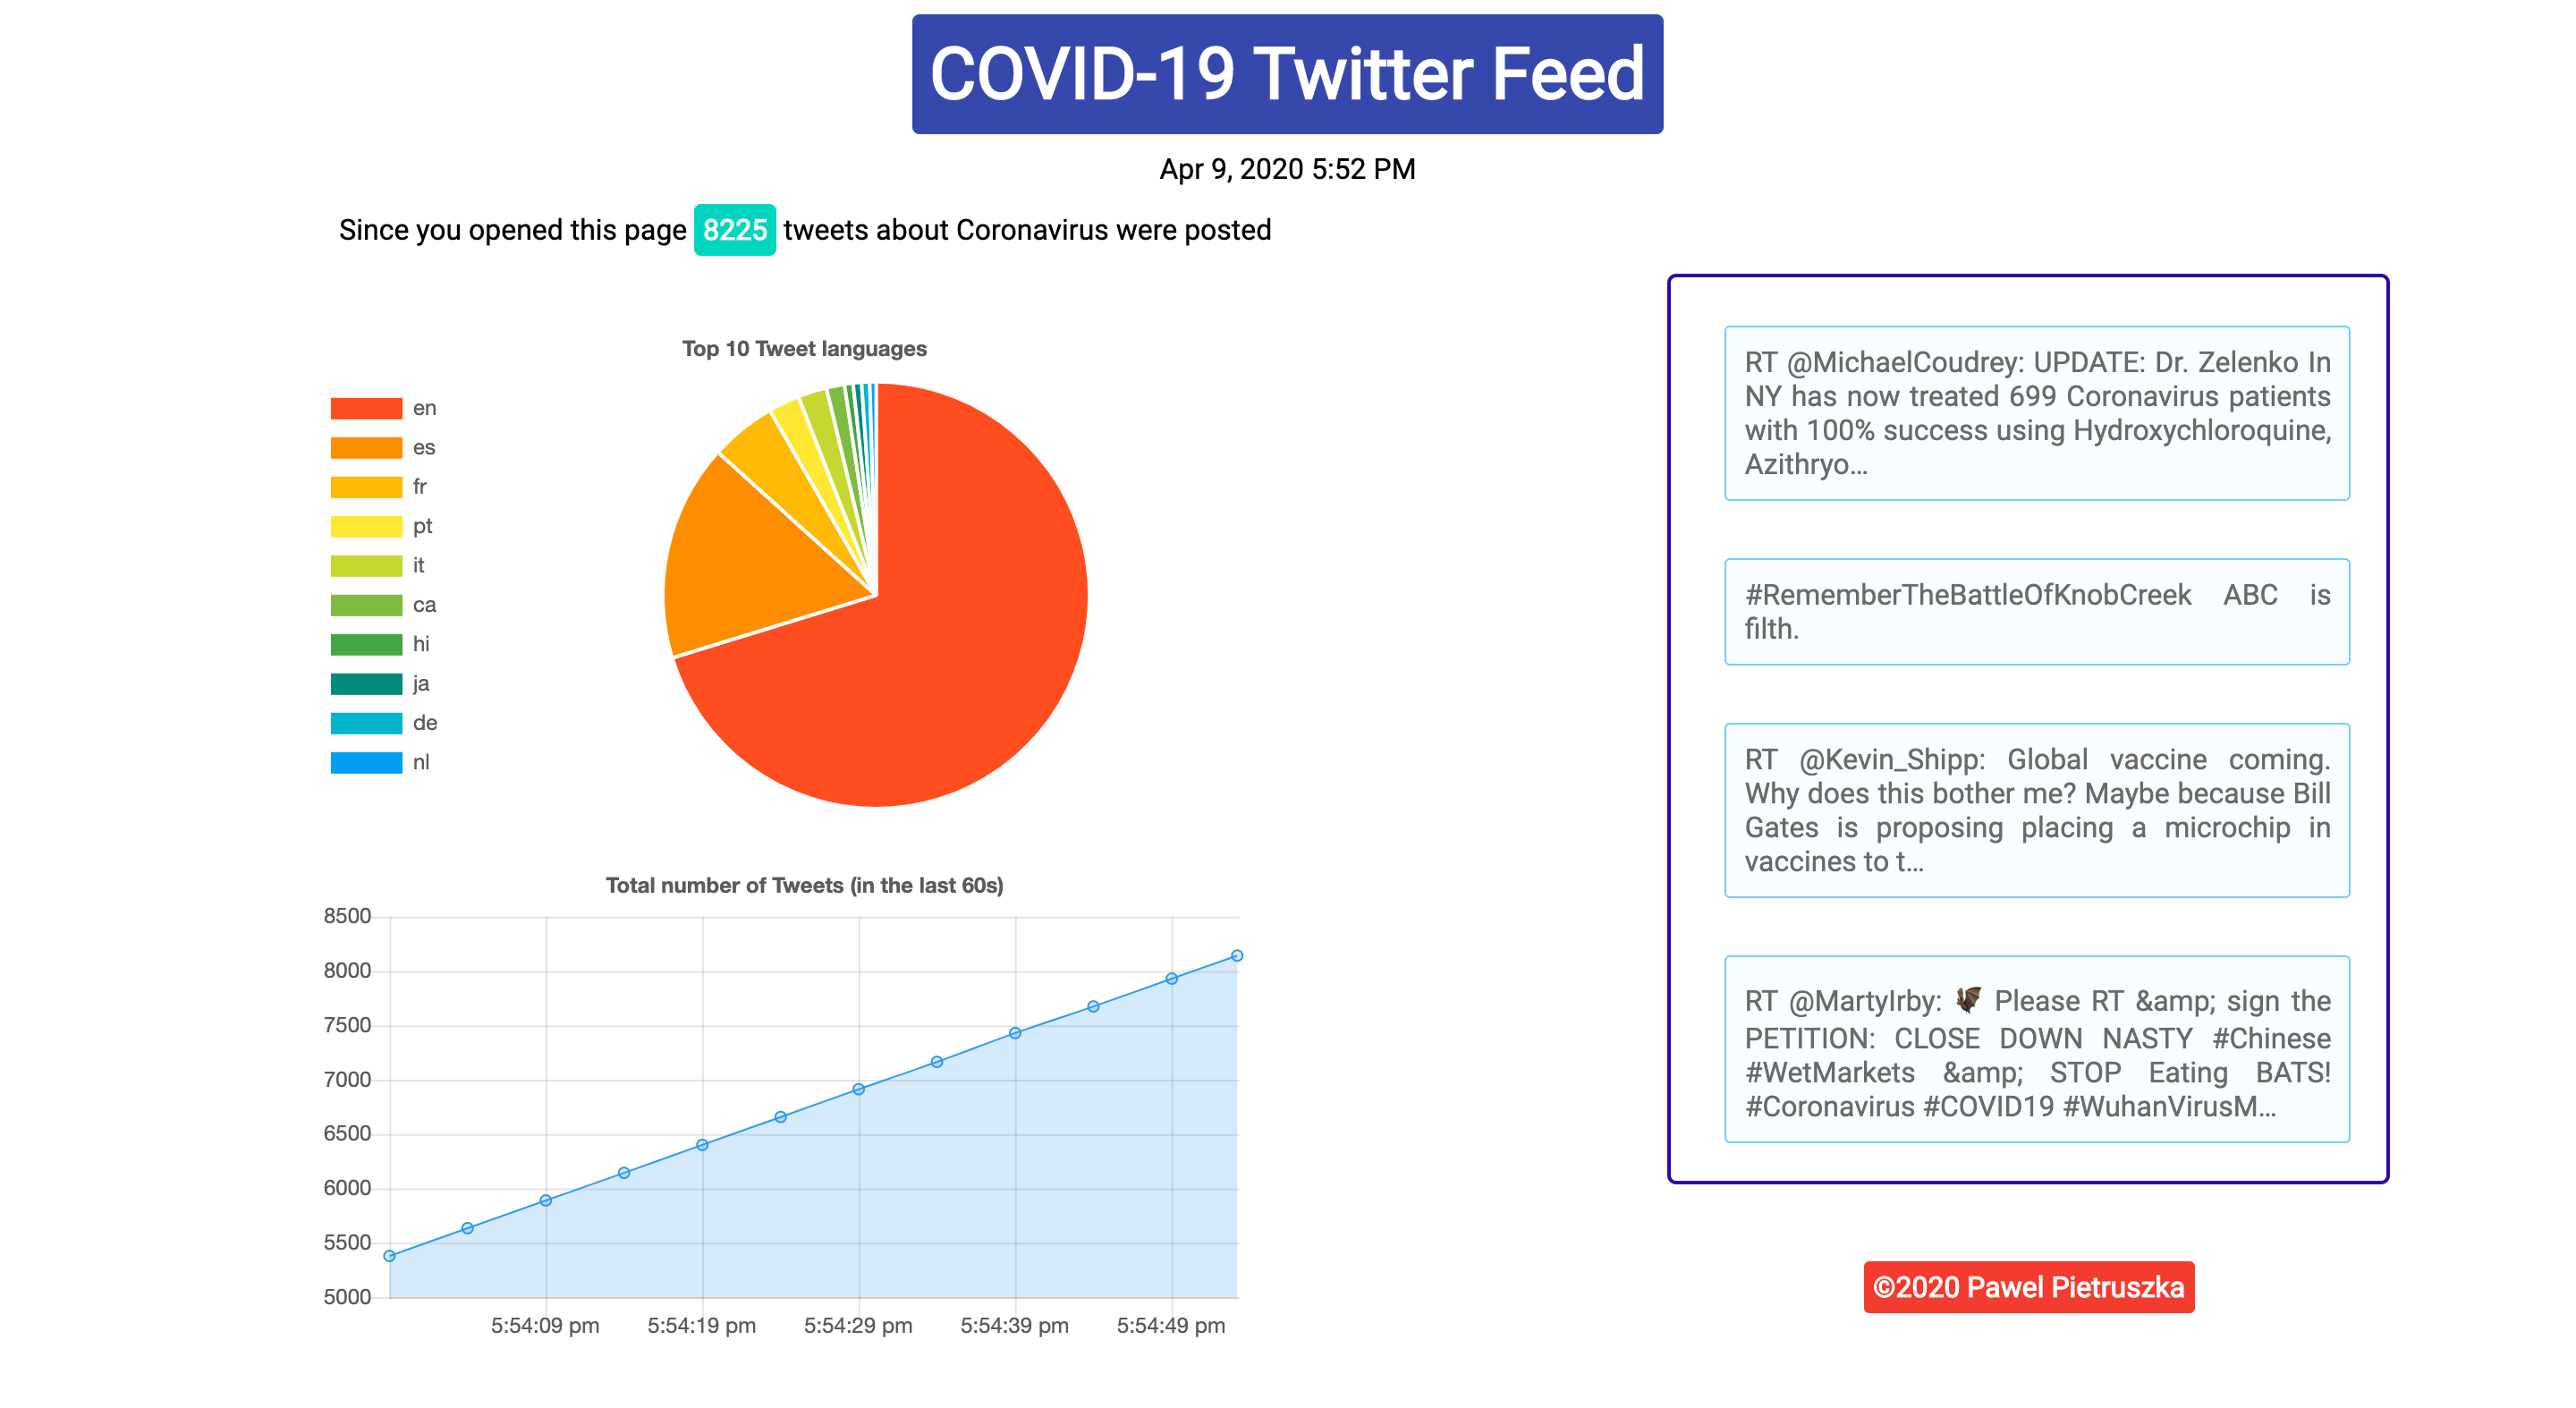 COVID-19 Twitter Feed
Apr 9, 2020 5:52 PM
Since you opened this page 8225 tweets about Coronavirus were posted
Top 10 Tweet languages
en
es
fr
pt
it
ca
hi
ja
de
nl
Total number of Tweets (in the last 60s)
8500
8000
7500
7000
6500
6000
5500
5000
5:54:09 pm 5:54:19 pm 5:54:29 pm 5:54:39 pm 5:54:49 pm
RT @MichaelCoudrey: UPDATE: Dr. Zelenko In
NY has now treated 699 Coronavirus patients
with 100% success using Hydroxychloroquine,
Azithryo…
#RememberTheBattleOfKnobCreek ABC is
filth.
RT @Kevin_Shipp: Global vaccine coming.
Why does this bother me? Maybe because Bill
Gates is proposing placing a microchip in
vaccines to t…
RT @MartyIrby: 🦇 Please RT &amp; sign the
PETITION: CLOSE DOWN NASTY #Chinese
#WetMarkets &amp; STOP Eating BATS!
#Coronavirus #COVID19 #WuhanVirusM…
©2020 Pawel Pietruszka